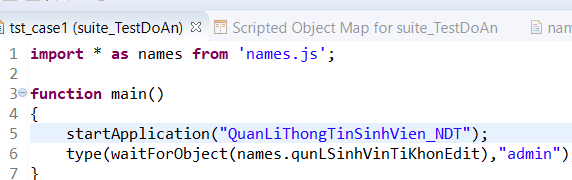 tst_case1 (suite_TestDoAn) Scripted Object Map for suite_TestDoAn nam
1 import * as names from 'names.js';
2
3 function main()
4 {
5 startApplication("QuanLiThongTinSinhVien_NDT");
6 type(waitForObject(names.qunLSinhVinTiKhonEdit),"admin")
7 }